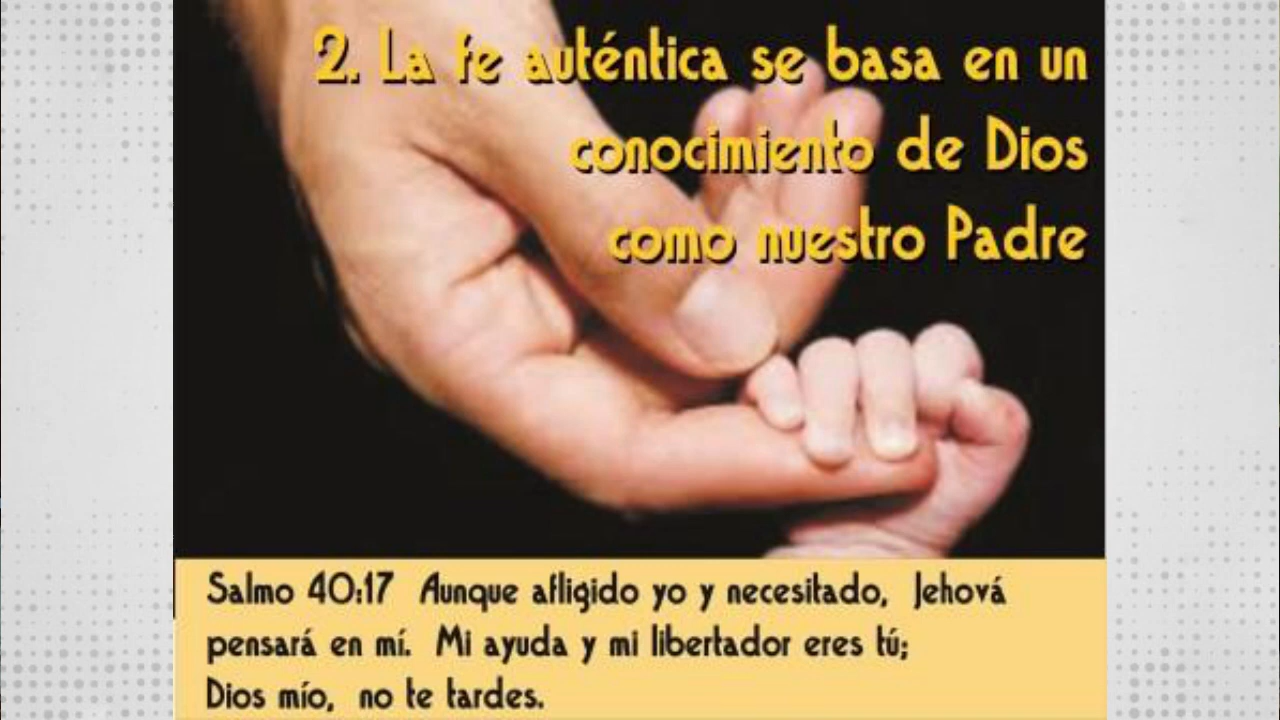 2. La fe auténtica se basa en un
conocimiento de Dios
como nuestro Padre
Salmo 40:17 Aunque afligido yo y necesitado, Jehová
pensará en mí. Mi ayuda y mi libertador eres tú;
Dios mío, no te tardes.